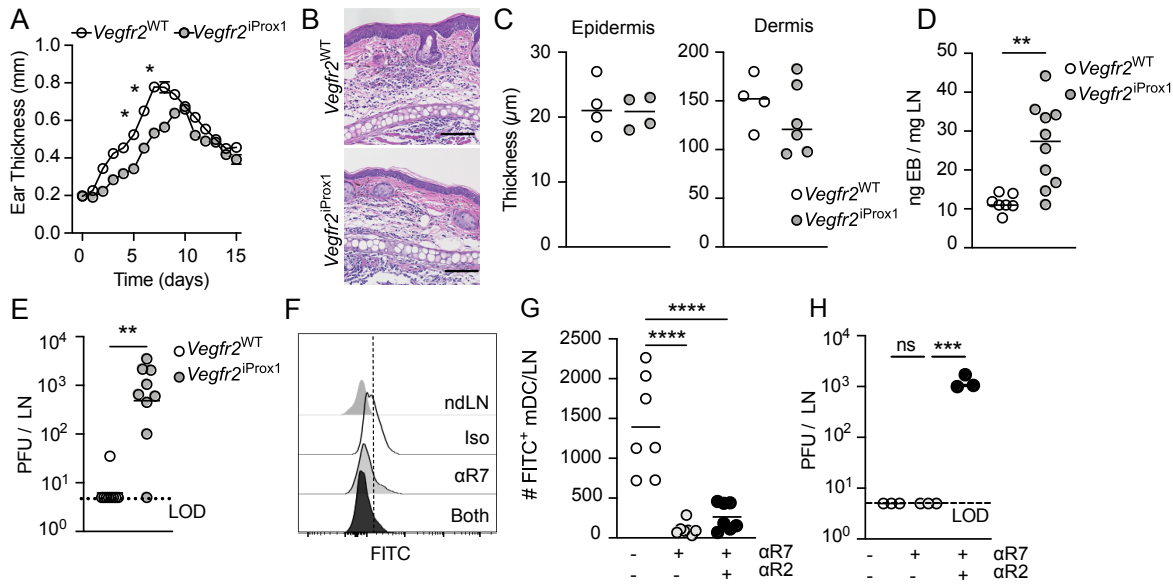 A
Vegfr2WT Vegfr2iProx1
Ear Thickness (mm)
1.0
0.8
0.6
0.4
0.2
0.0
* * *
0 5 10 15
Time (days)
B
Vegfr2WT
Vegfr2iProx1
C
Epidermis Dermis
Thickness (µm)
30
20
10
0
200
150
100
50
0
Vegfr2WT
Vegfr2iProx1
D
Vegfr2WT
Vegfr2iProx1
**
ng EB / mg LN
50
40
30
20
10
0
E
**
Vegfr2WT
Vegfr2iProx1
PFU / LN
10⁴
10³
10²
10¹
10⁰
LOD
F
ndLN
Iso
αR7
Both
FITC
G
****
****
# FITC⁺ mDC/LN
2500
2000
1500
1000
500
0
- + + αR7
- - + αR2
H
ns ***
PFU / LN
10⁴
10³
10²
10¹
10⁰
LOD
- + + αR7
- - + αR2